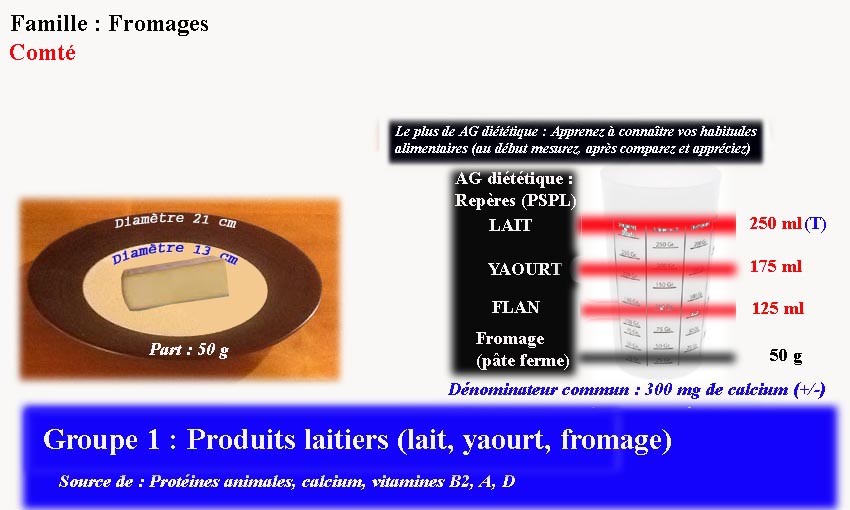 Famille : Fromages
Comté
Le plus de AG diététique : Apprenez à connaître vos habitudes
alimentaires (au début mesurez, après comparez et appréciez)
Diamètre 21 cm
Diamètre 13 cm
Part : 50 g
AG diététique :
Repères (PSPL)
LAIT 250 ml (T)
YAOURT 175 ml
FLAN 125 ml
Fromage
(pâte ferme) 50 g
Dénominateur commun : 300 mg de calcium (+/-)
Groupe 1 : Produits laitiers (lait, yaourt, fromage)
Source de : Protéines animales, calcium, vitamines B2, A, D